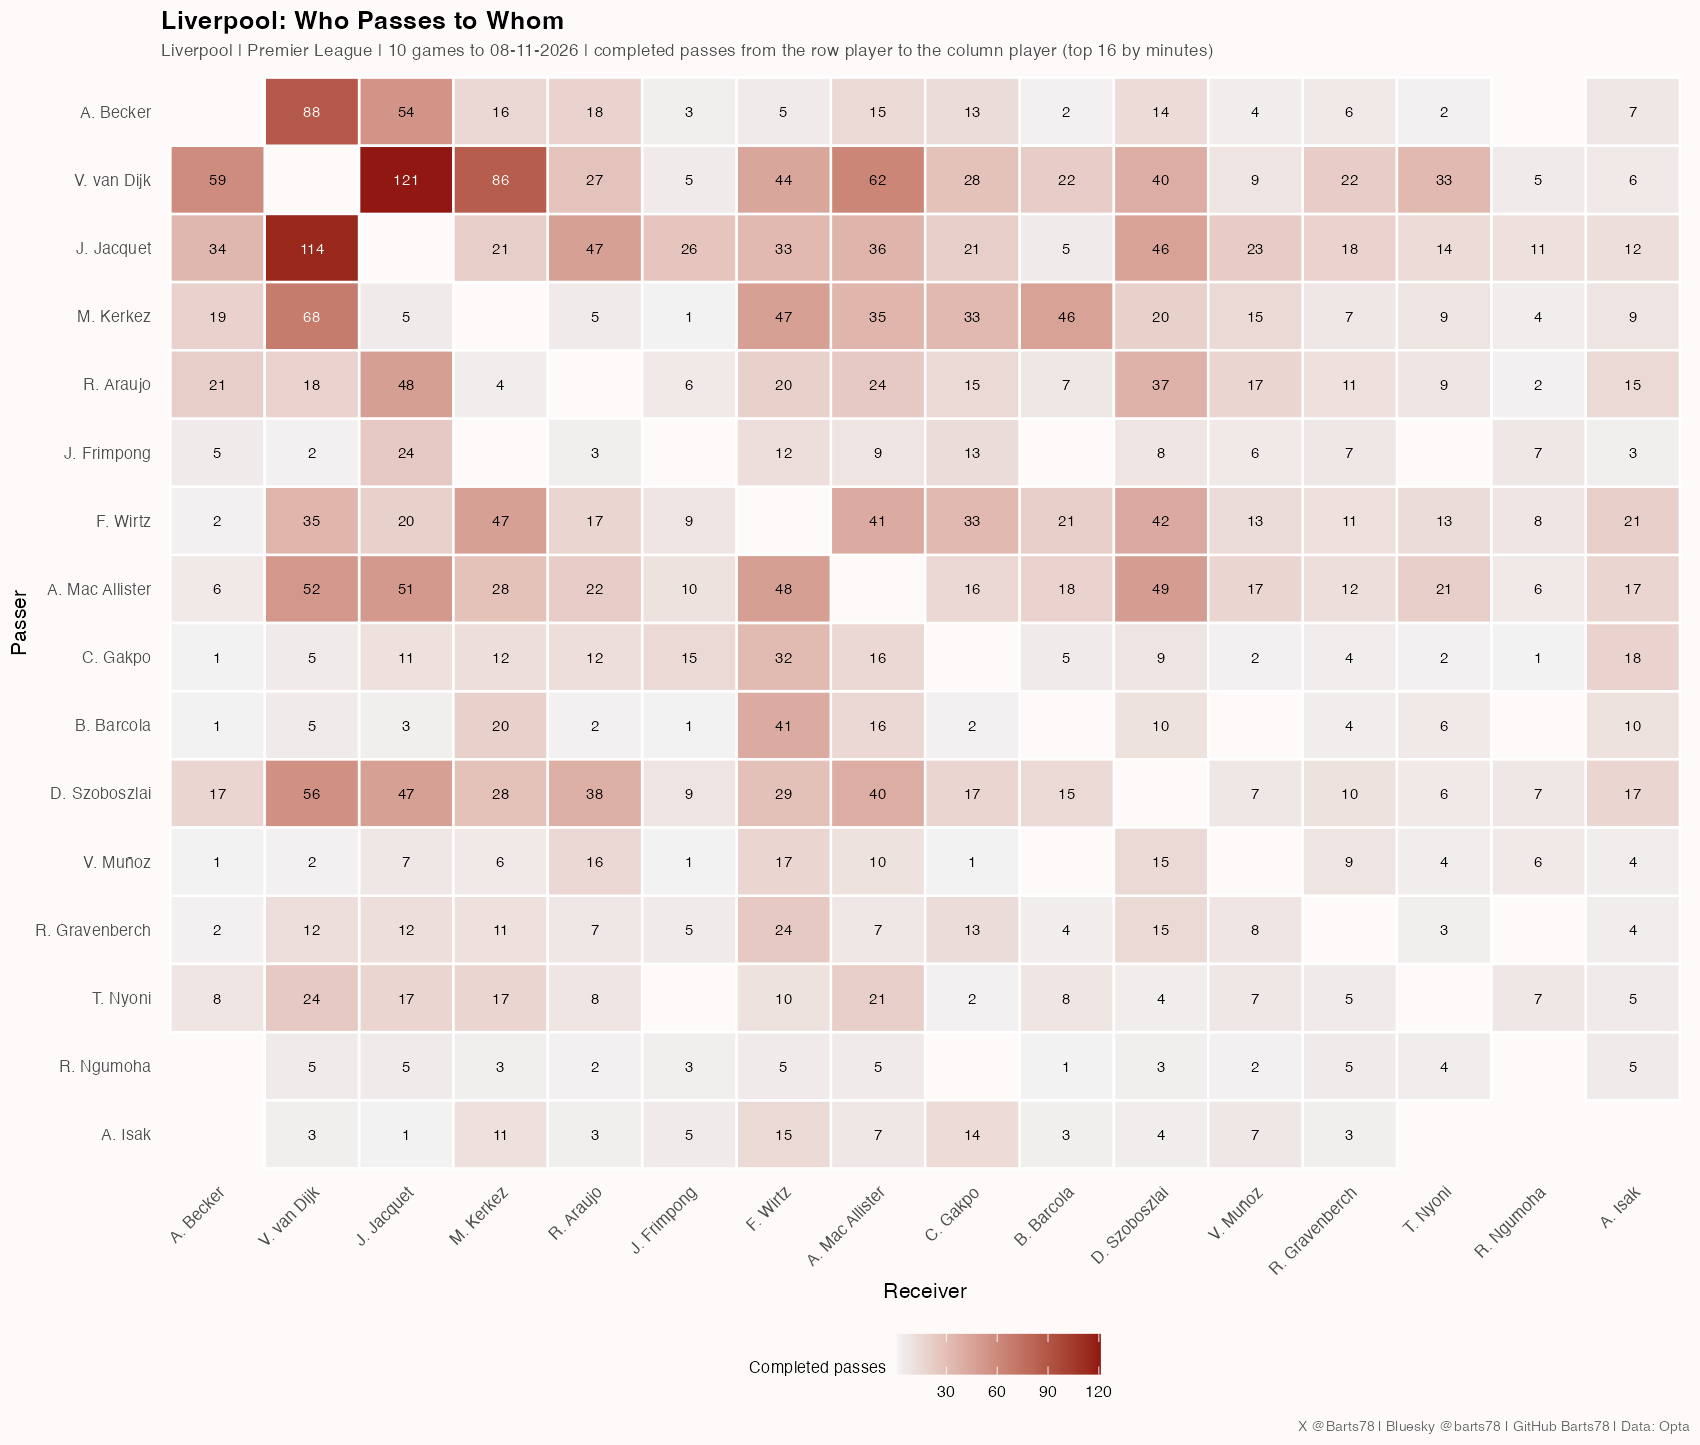 Liverpool: Who Passes to Whom
Liverpool | Premier League | 10 games to 08-11-2026 | completed passes from the row player to the column player (top 16 by minutes)
Passer
A. Becker 88 54 16 18 3 5 15 13 2 14 4 6 2 7
V. van Dijk 59 121 86 27 5 44 62 28 22 40 9 22 33 5 6
J. Jacquet 34 114 21 47 26 33 36 21 5 46 23 18 14 11 12
M. Kerkez 19 68 5 5 1 47 35 33 46 20 15 7 9 4 9
R. Araujo 21 18 48 4 6 20 24 15 7 37 17 11 9 2 15
J. Frimpong 5 2 24 3 12 9 13 8 6 7 7 3
F. Wirtz 2 35 20 47 17 9 41 33 21 42 13 11 13 8 21
A. Mac Allister 6 52 51 28 22 10 48 16 18 49 17 12 21 6 17
C. Gakpo 1 5 11 12 12 15 32 16 5 9 2 4 2 1 18
B. Barcola 1 5 3 20 2 1 41 16 2 10 4 6 10
D. Szoboszlai 17 56 47 28 38 9 29 40 17 15 7 10 6 7 17
V. Muñoz 1 2 7 6 16 1 17 10 1 15 9 4 6 4
R. Gravenberch 2 12 12 11 7 5 24 7 13 4 15 8 3 4
T. Nyoni 8 24 17 17 8 10 21 2 8 4 7 5 7 5
R. Ngumoha 5 5 3 2 3 5 5 1 3 2 5 4 5
A. Isak 3 1 11 3 5 15 7 14 3 4 7 3
A. Becker V. van Dijk J. Jacquet M. Kerkez R. Araujo J. Frimpong F. Wirtz A. Mac Allister C. Gakpo B. Barcola D. Szoboszlai V. Muñoz R. Gravenberch T. Nyoni R. Ngumoha A. Isak
Receiver
Completed passes
30 60 90 120
X @Barts78 | Bluesky @barts78 | GitHub Barts78 | Data: Opta